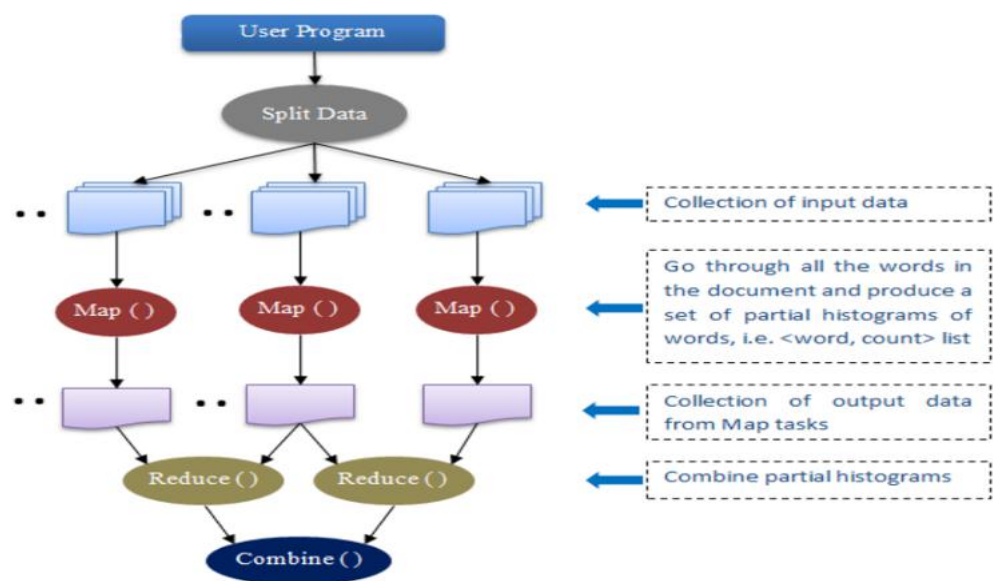 User Program
Split Data
Collection of input data
Map ( )
Map ( )
Map ( )
Go through all the words in
the document and produce a
set of partial histograms of
words, i.e. <word, count> list
Collection of output data
from Map tasks
Reduce ( )
Reduce ( )
Combine partial histograms
Combine ( )